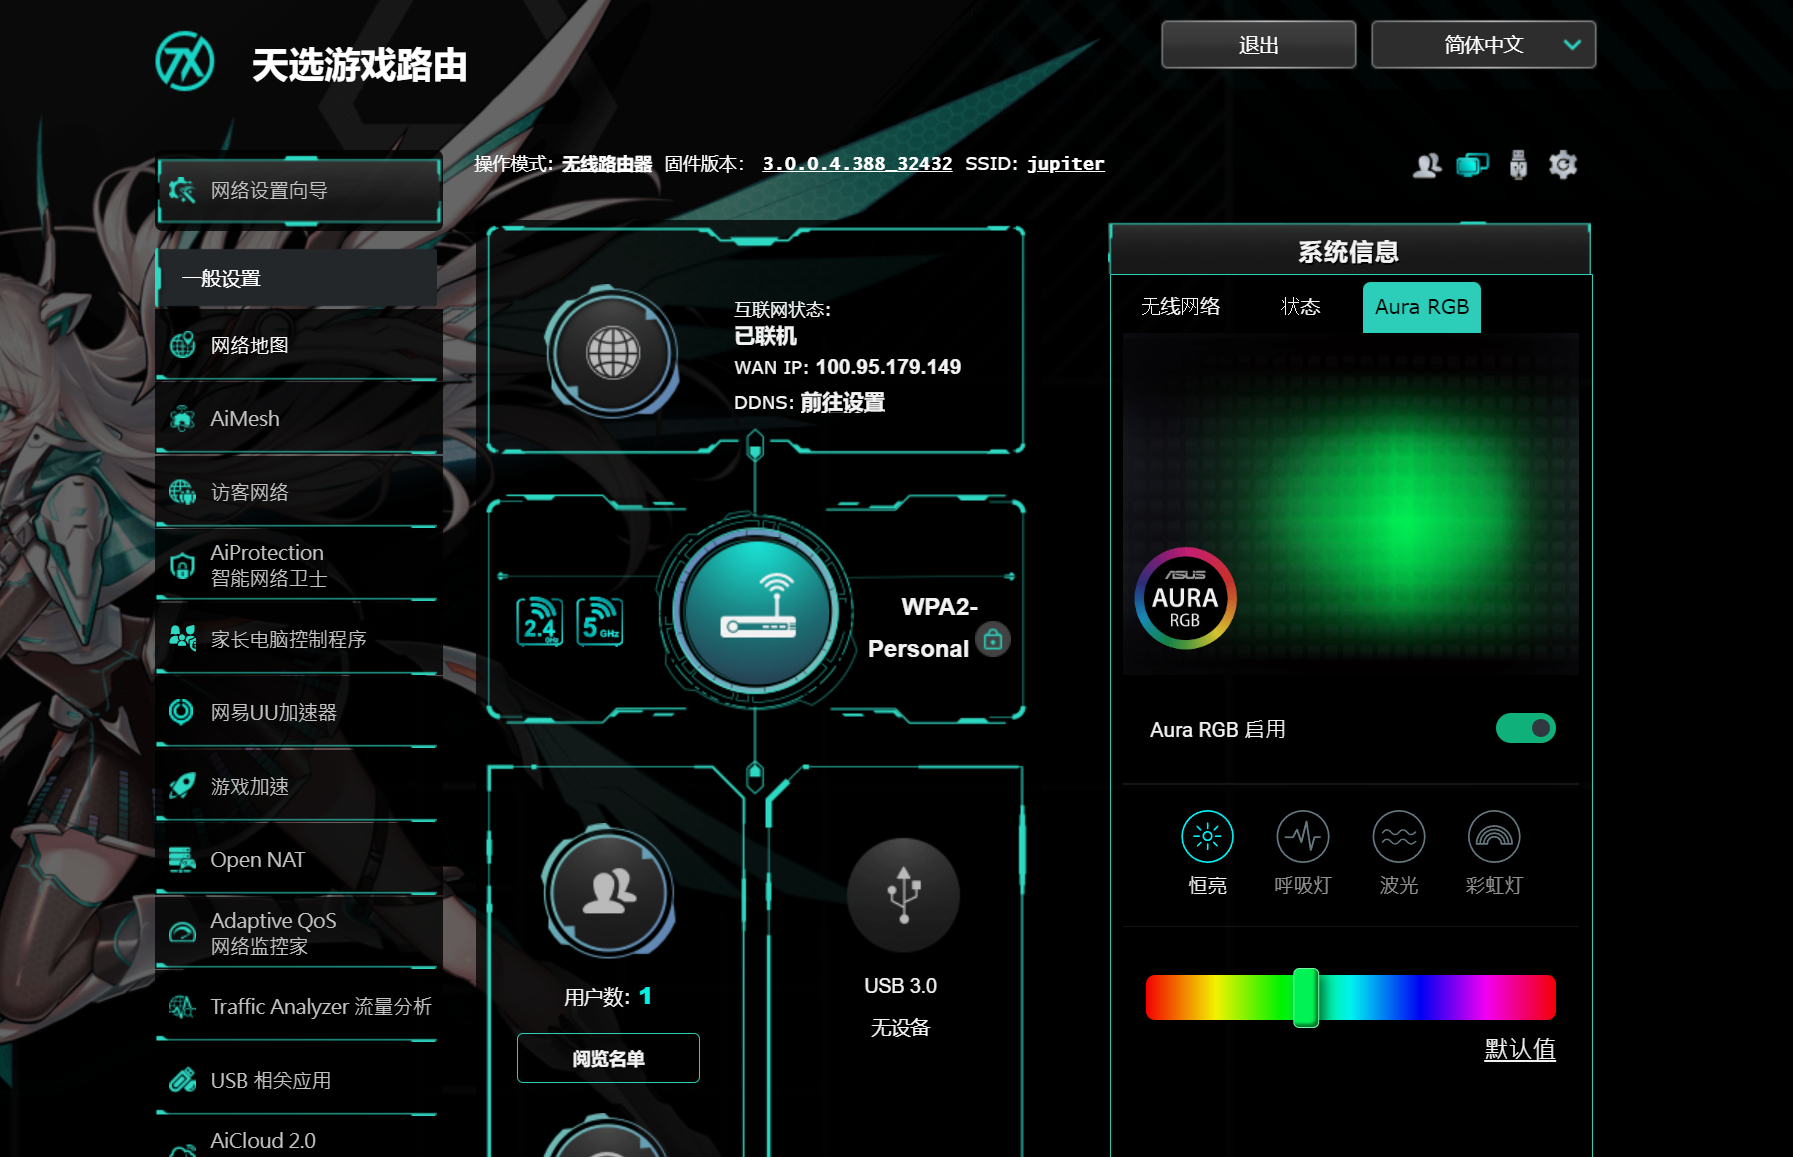 天选游戏路由
退出
简体中文
操作模式: 无线路由器 固件版本: 3.0.0.4.388_32432 SSID: jupiter
网络设置向导
一般设置
网络地图
AiMesh
访客网络
AiProtection
智能网络卫士
家长电脑控制程序
网易UU加速器
游戏加速
Open NAT
Adaptive QoS
网络监控家
Traffic Analyzer 流量分析
USB 相关应用
AiCloud 2.0
互联网状态:
已联机
WAN IP: 100.95.179.149
DDNS: 前往设置
2.4 GHz
5 GHz
WPA2-
Personal
用户数: 1
阅览名单
USB 3.0
无设备
系统信息
无线网络 状态 Aura RGB
ASUS
AURA
RGB
Aura RGB 启用
恒亮 呼吸灯 波光 彩虹灯
默认值